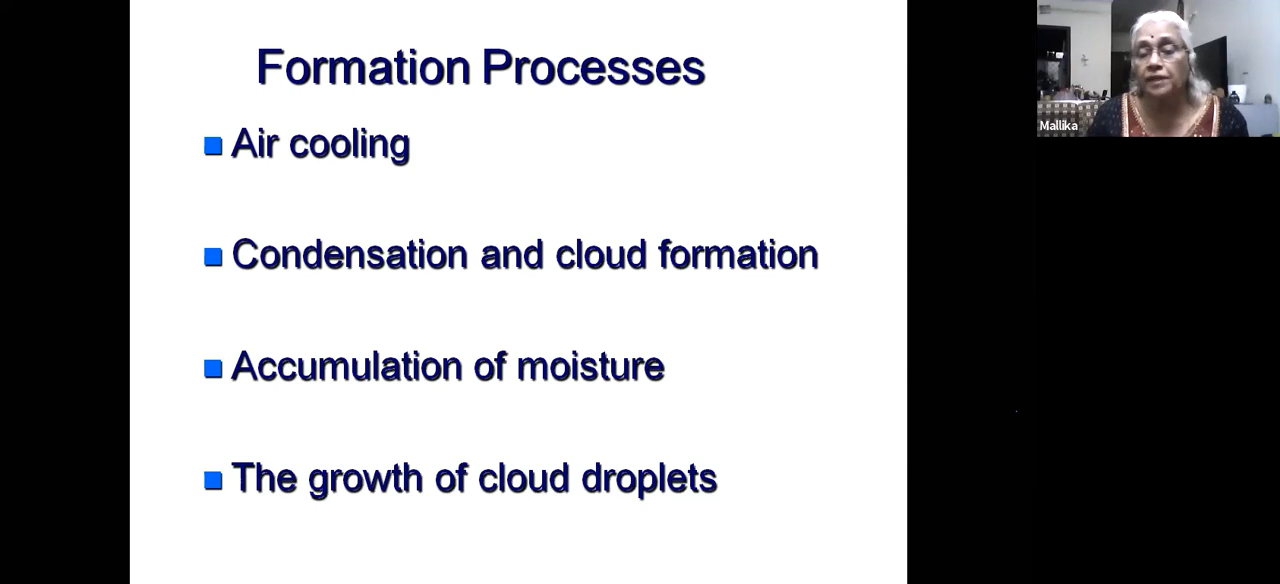 Formation Processes
Air cooling
Condensation and cloud formation
Accumulation of moisture
The growth of cloud droplets
Mallika